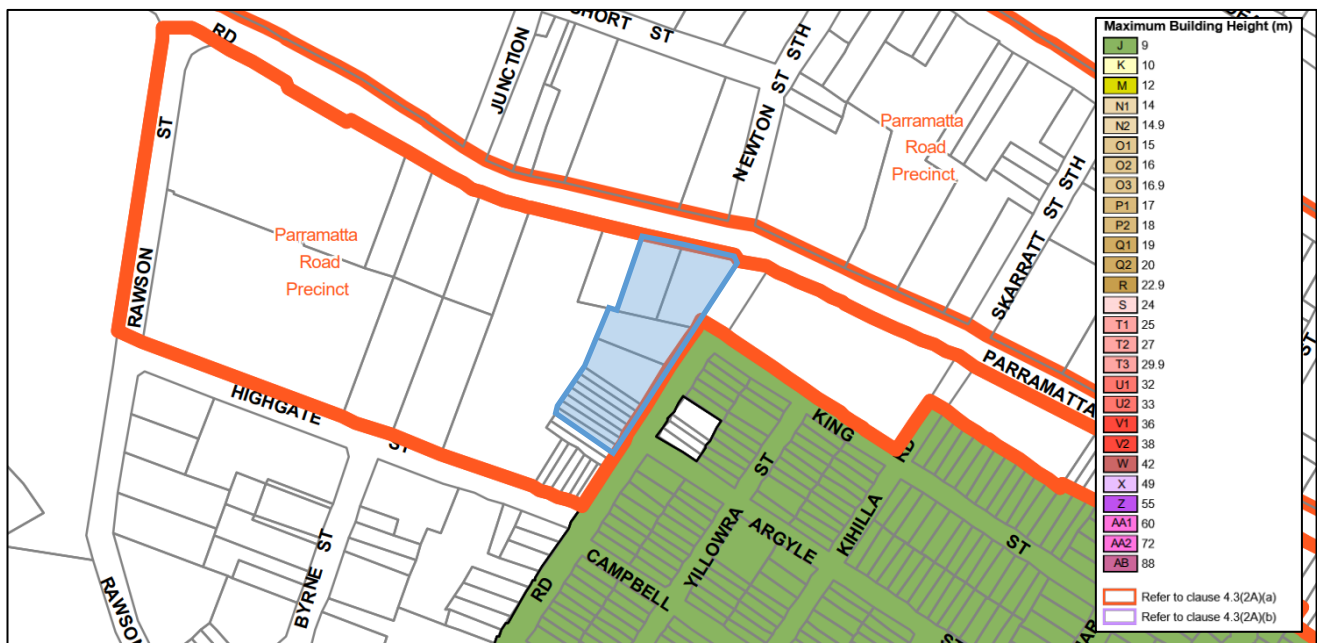 RD
SHORT ST
JUNCTION
NEWTON ST STH
Parramatta
Road
Precinct
ST
RAWSON
Parramatta
Road
Precinct
SKARRATT ST STH
PARRAMATTA
HIGHGATE
ST
KING
RD
ST
ST
ARGYLE
KIHILLA
YILLOWRA
CAMPBELL
RD
BYRNE ST
RAWSON
ST
Maximum Building Height (m)
J 9
K 10
M 12
N1 14
N2 14.9
O1 15
O2 16
O3 16.9
P1 17
P2 18
Q1 19
Q2 20
R 22.9
S 24
T1 25
T2 27
T3 29.9
U1 32
U2 33
V1 36
V2 38
W 42
X 49
Z 55
AA1 60
AA2 72
AB 88
Refer to clause 4.3(2A)(a)
Refer to clause 4.3(2A)(b)